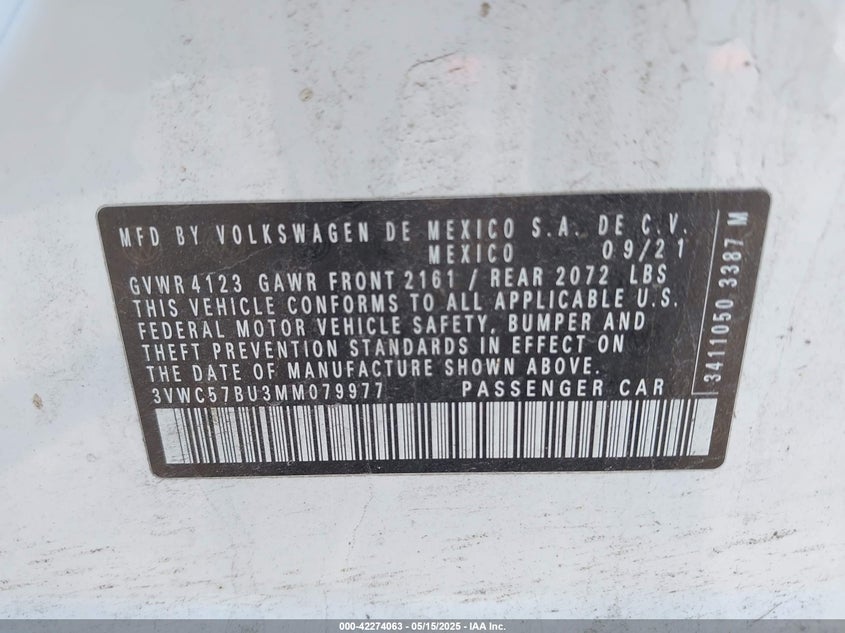 MFD BY VOLKSWAGEN DE MEXICO S.A. DE C.V.
MEXICO 09/21
GVWR 4123 GAWR FRONT 2161 / REAR 2072 LBS
THIS VEHICLE CONFORMS TO ALL APPLICABLE U.S.
FEDERAL MOTOR VEHICLE SAFETY, BUMPER AND
THEFT PREVENTION STANDARDS IN EFFECT ON
THE DATE OF MANUFACTURE SHOWN ABOVE.
3VWC57BU3MM079977 PASSENGER CAR
3411050 3387 M
000-42274063 - 05/15/2025 - IAA Inc.